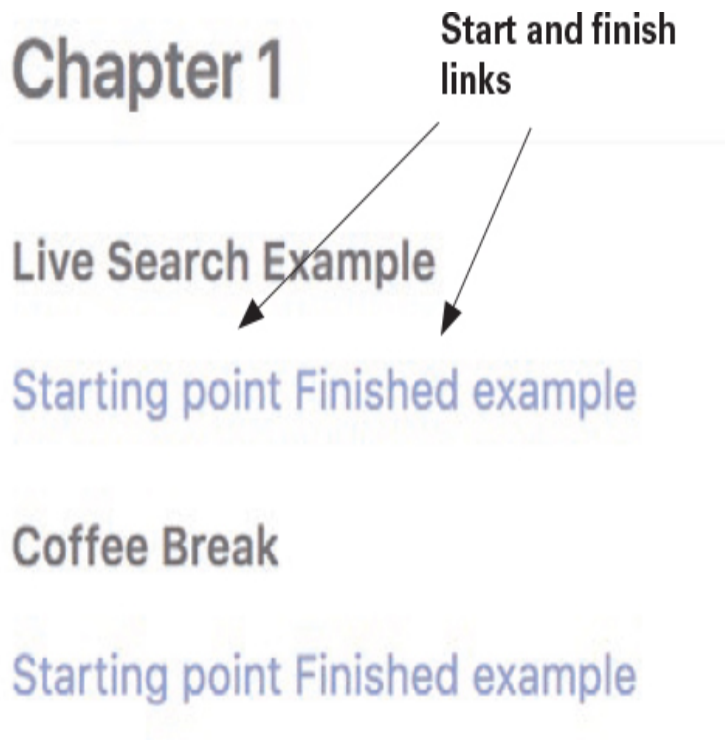 Chapter 1
Start and finish
links
Live Search Example
Starting point Finished example
Coffee Break
Starting point Finished example